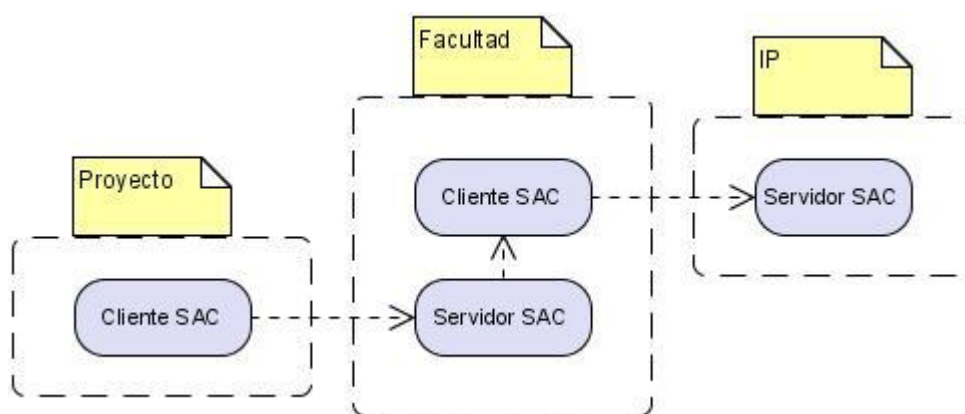 Facultad
IP
Proyecto
Cliente SAC
Servidor SAC
Cliente SAC
Servidor SAC